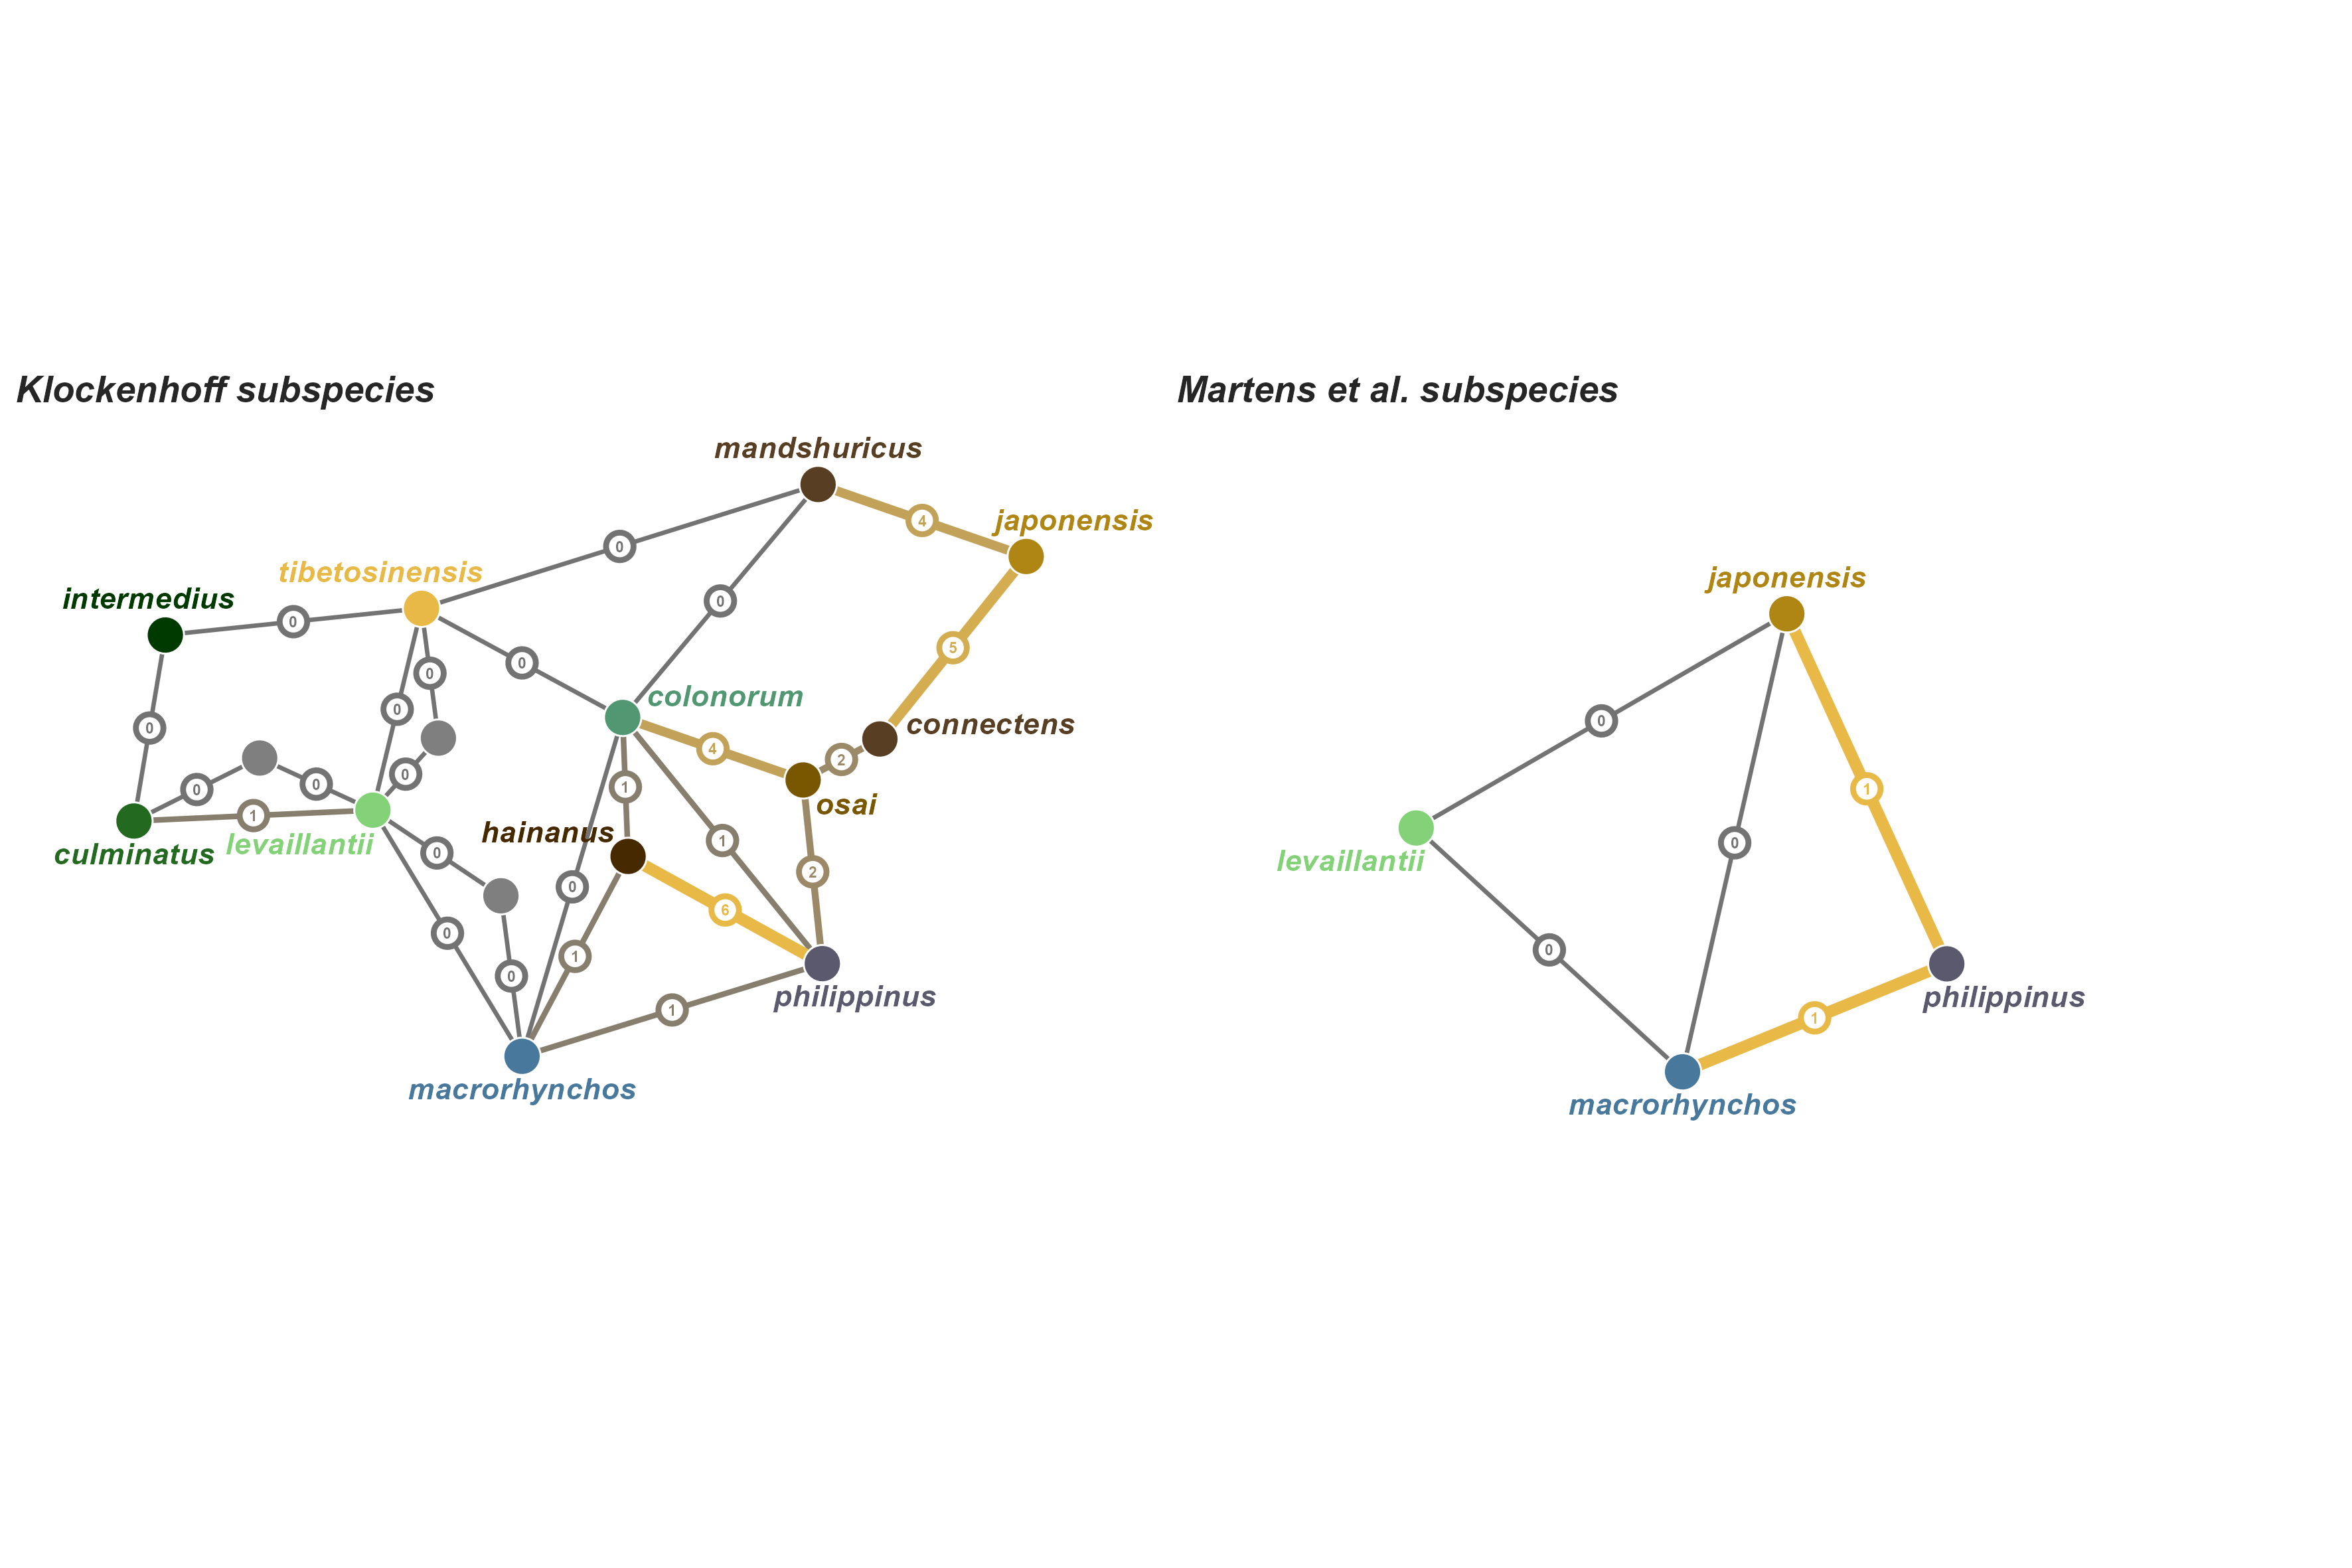 Klockenhoff subspecies
Martens et al. subspecies
mandshuricus
japonensis
4
0
tibetosinensis
intermedius
0
0
0
5
0
0
colonorum
connectens
0
0
4
2
0
0
0
1
osai
1
culminatus
levaillantii
hainanus
0
1
2
0
6
0
1
0
philippinus
1
macrorhynchos
japonensis
0
1
0
levaillantii
0
philippinus
1
macrorhynchos